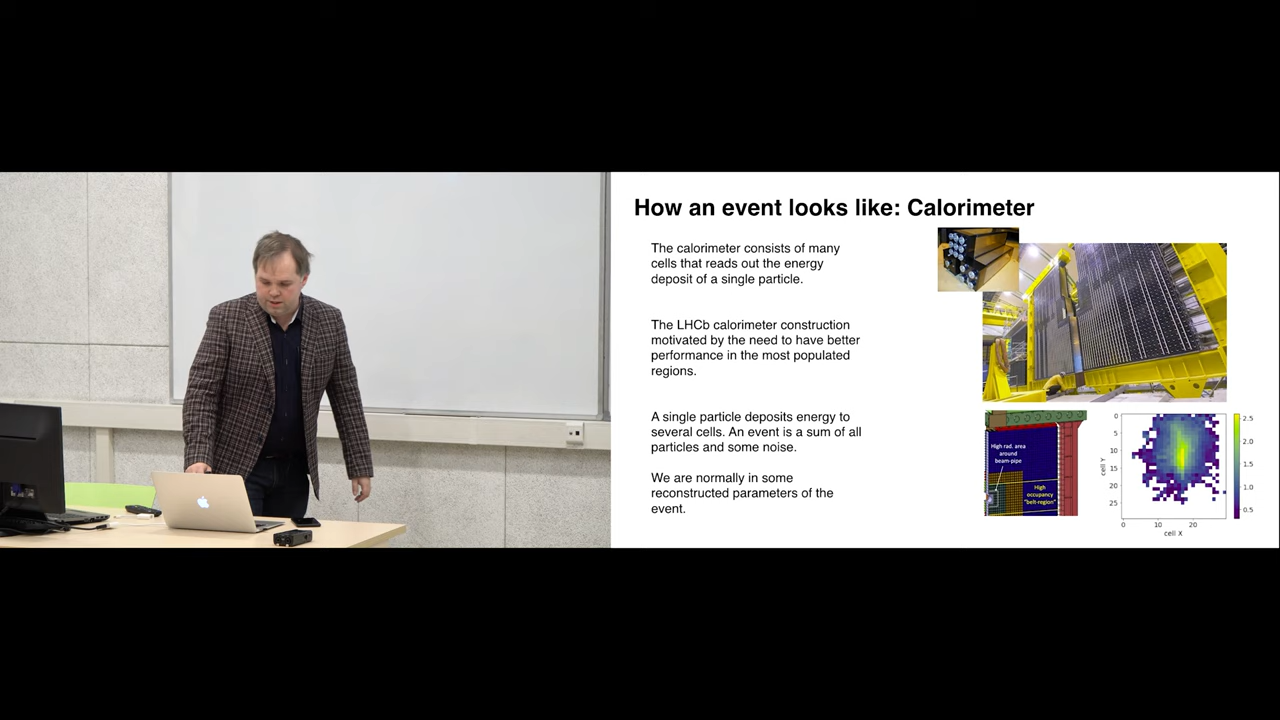 How an event looks like: Calorimeter
The calorimeter consists of many
cells that reads out the energy
deposit of a single particle.
The LHCb calorimeter construction
motivated by the need to have better
performance in the most populated
regions.
A single particle deposits energy to
several cells. An event is a sum of all
particles and some noise.
We are normally in some
reconstructed parameters of the
event.
High rad. area
around
beam-pipe
High
occupancy
"belt-region"
0
5
10
15
20
25
cell Y
0
10
20
cell X
2.5
2.0
1.5
1.0
0.5